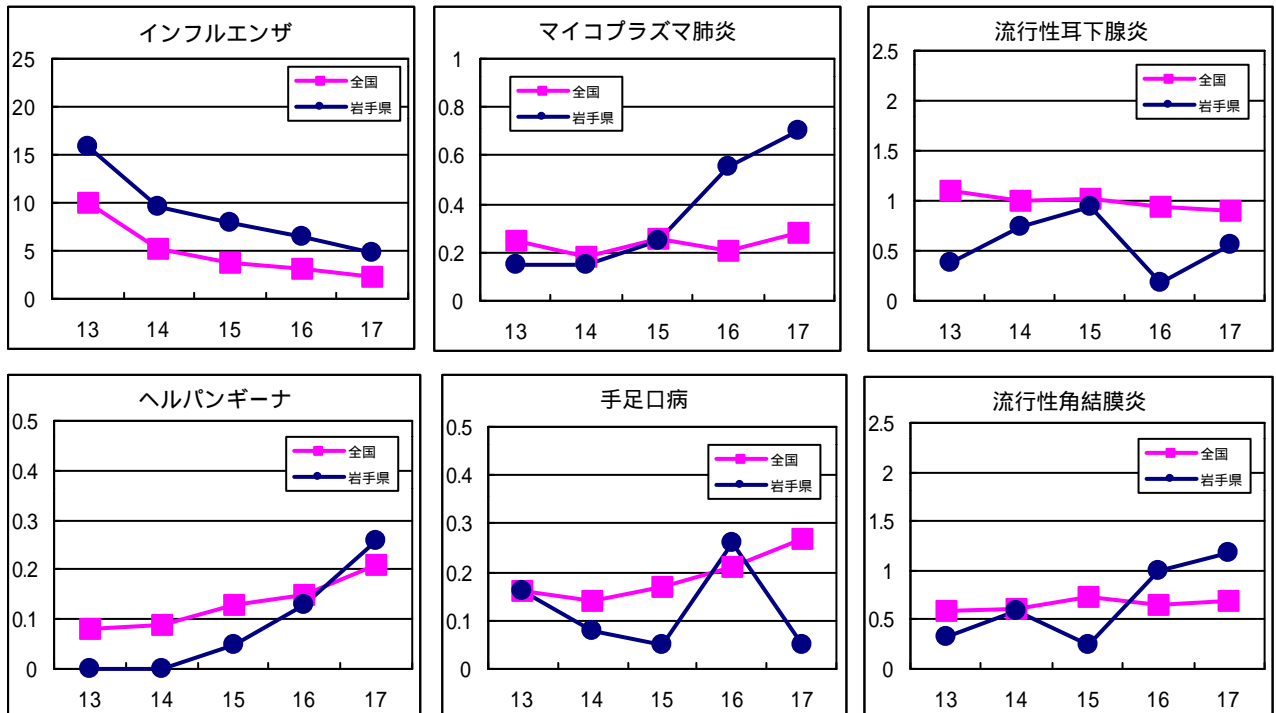 インフルエンザ
25
20
15
10
5
0
全国
岩手県
13 14 15 16 17
マイコプラズマ肺炎
1
0.8
0.6
0.4
0.2
0
全国
岩手県
13 14 15 16 17
流行性耳下腺炎
2.5
2
1.5
1
0.5
0
全国
岩手県
13 14 15 16 17
ヘルパンギーナ
0.5
0.4
0.3
0.2
0.1
0
全国
岩手県
13 14 15 16 17
手足口病
0.5
0.4
0.3
0.2
0.1
0
全国
岩手県
13 14 15 16 17
流行性角結膜炎
2.5
2
1.5
1
0.5
0
全国
岩手県
13 14 15 16 17